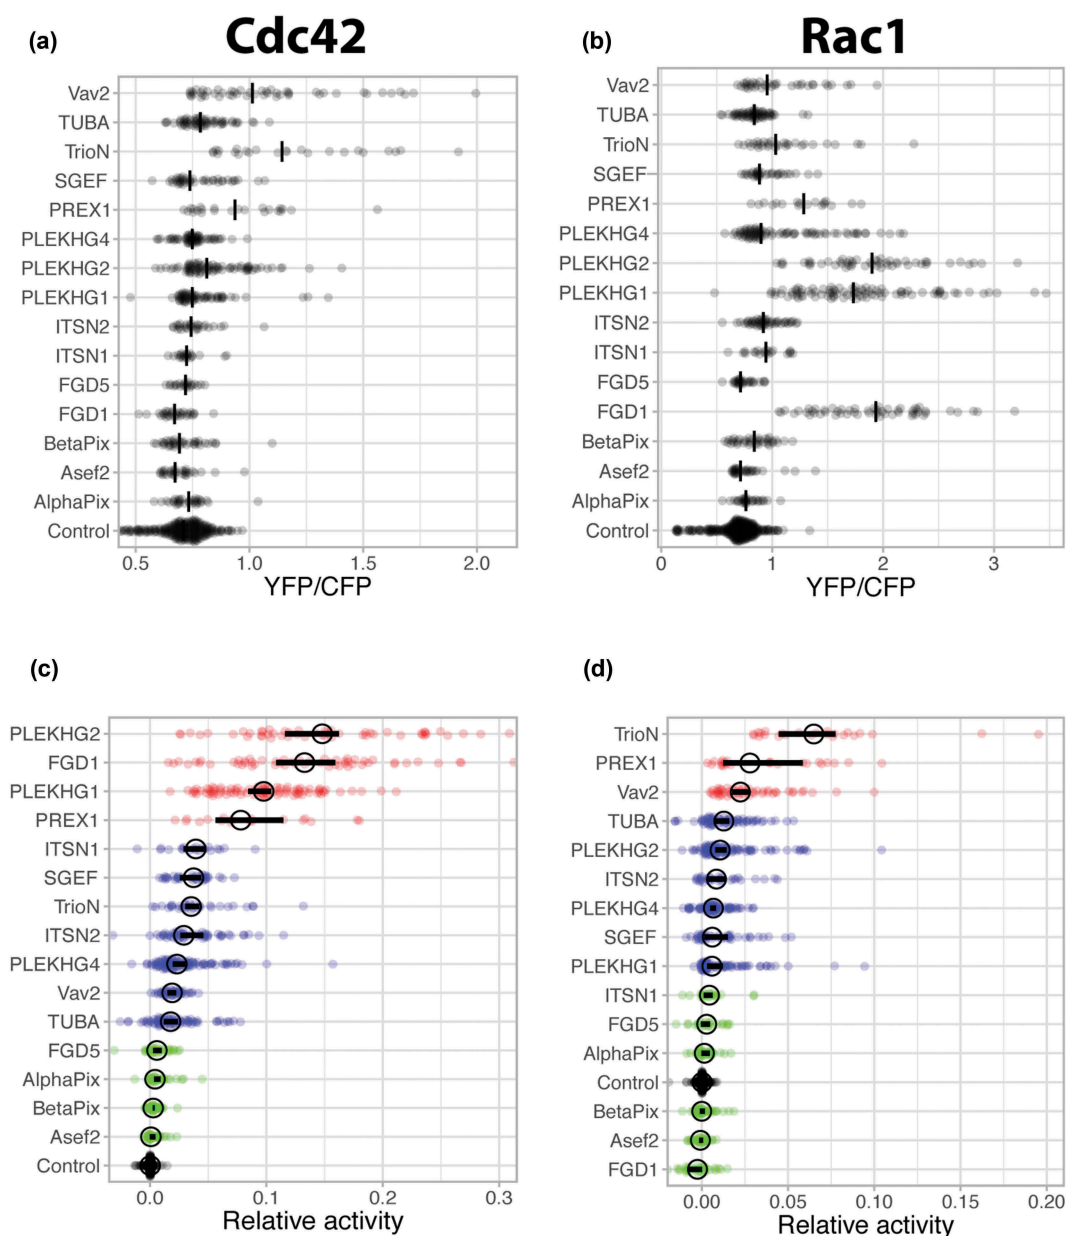 (a) Cdc42
(b) Rac1
Vav2
TUBA
TrioN
SGEF
PREX1
PLEKHG4
PLEKHG2
PLEKHG1
ITSN2
ITSN1
FGD5
FGD1
BetaPix
Asef2
AlphaPix
Control
0.5 1.0 1.5 2.0
YFP/CFP
Vav2
TUBA
TrioN
SGEF
PREX1
PLEKHG4
PLEKHG2
PLEKHG1
ITSN2
ITSN1
FGD5
FGD1
BetaPix
Asef2
AlphaPix
Control
0 1 2 3
YFP/CFP
(c)
PLEKHG2
FGD1
PLEKHG1
PREX1
ITSN1
SGEF
TrioN
ITSN2
PLEKHG4
Vav2
TUBA
FGD5
AlphaPix
BetaPix
Asef2
Control
0.0 0.1 0.2 0.3
Relative activity
(d)
TrioN
PREX1
Vav2
TUBA
PLEKHG2
ITSN2
PLEKHG4
SGEF
PLEKHG1
ITSN1
FGD5
AlphaPix
Control
BetaPix
Asef2
FGD1
0.00 0.05 0.10 0.15 0.20
Relative activity